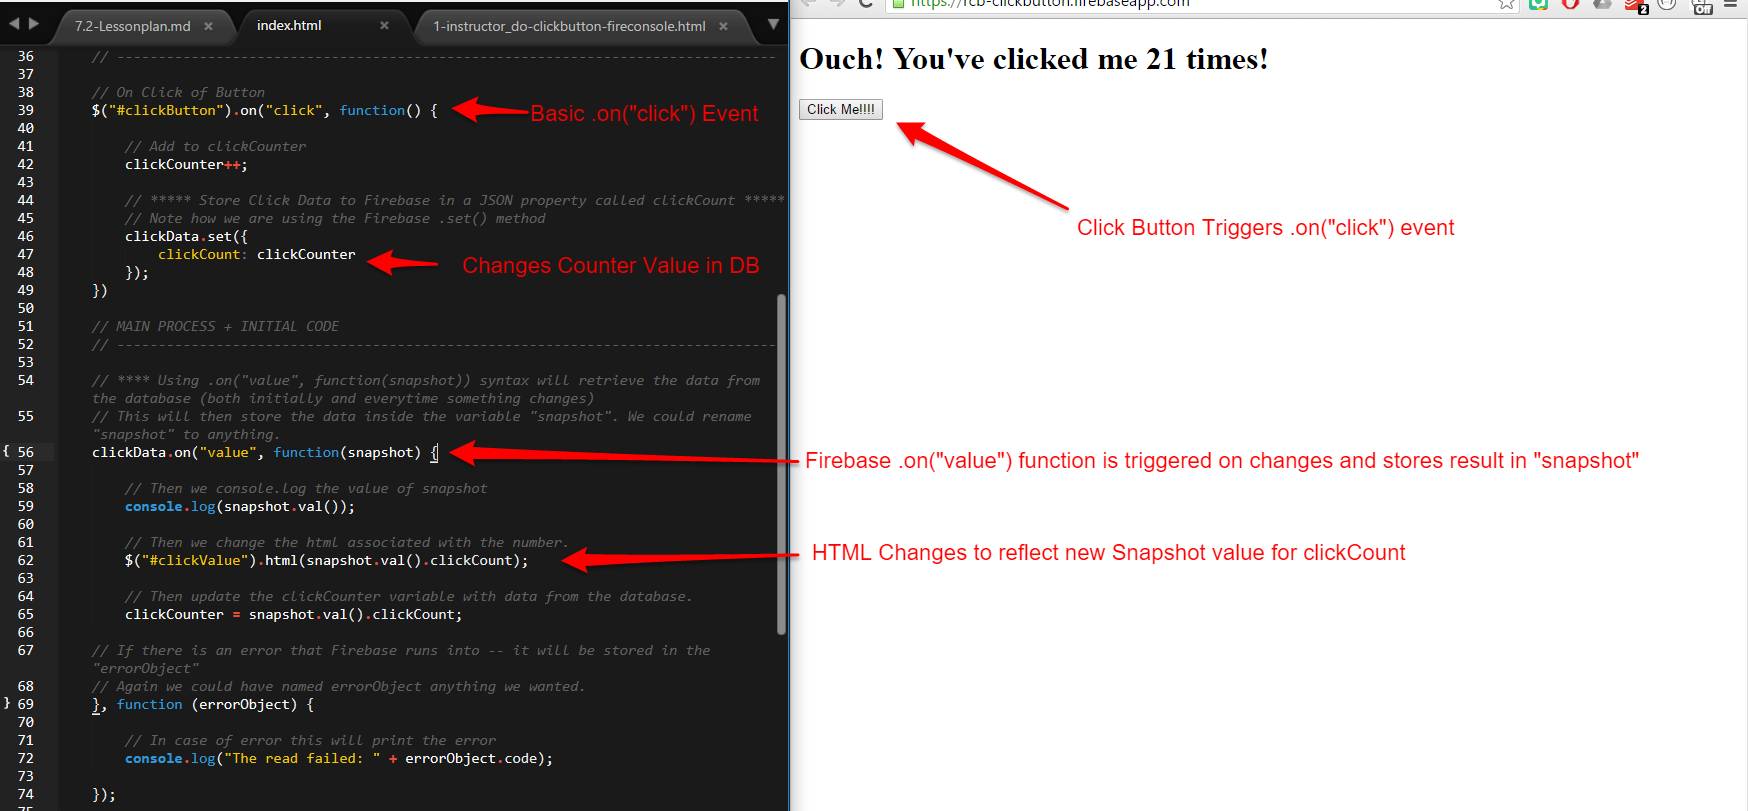 7.2-Lessonplan.md ×
index.html ×
1-instructor_do-clickbutton-fireconsole.html ×
36 // --------------------------------------------------------------------------------
37
38 // On Click of Button
39 $("#clickButton").on("click", function() {
40
41 // Add to clickCounter
42 clickCounter++;
43
44 // ***** Store Click Data to Firebase in a JSON property called clickCount *****
45 // Note how we are using the Firebase .set() method
46 clickData.set({
47 clickCount: clickCounter
48 });
49 })
50
51 // MAIN PROCESS + INITIAL CODE
52 // --------------------------------------------------------------------------------
53
54 // **** Using .on("value", function(snapshot)) syntax will retrieve the data from
the database (both initially and everytime something changes)
55 // This will then store the data inside the variable "snapshot". We could rename
"snapshot" to anything.
{ 56 clickData.on("value", function(snapshot) {
57
58 // Then we console.log the value of snapshot
59 console.log(snapshot.val());
60
61 // Then we change the html associated with the number.
62 $("#clickValue").html(snapshot.val().clickCount);
63
64 // Then update the clickCounter variable with data from the database.
65 clickCounter = snapshot.val().clickCount;
66
67 // If there is an error that Firebase runs into -- it will be stored in the
"errorObject"
68 // Again we could have named errorObject anything we wanted.
} 69 }, function (errorObject) {
70
71 // In case of error this will print the error
72 console.log("The read failed: " + errorObject.code);
73
74 });
75
Basic .on("click") Event
Changes Counter Value in DB
https://rcb-clickbutton.firebaseapp.com
2
Off
Ouch! You've clicked me 21 times!
Click Me!!!!
Click Button Triggers .on("click") event
Firebase .on("value") function is triggered on changes and stores result in "snapshot"
HTML Changes to reflect new Snapshot value for clickCount